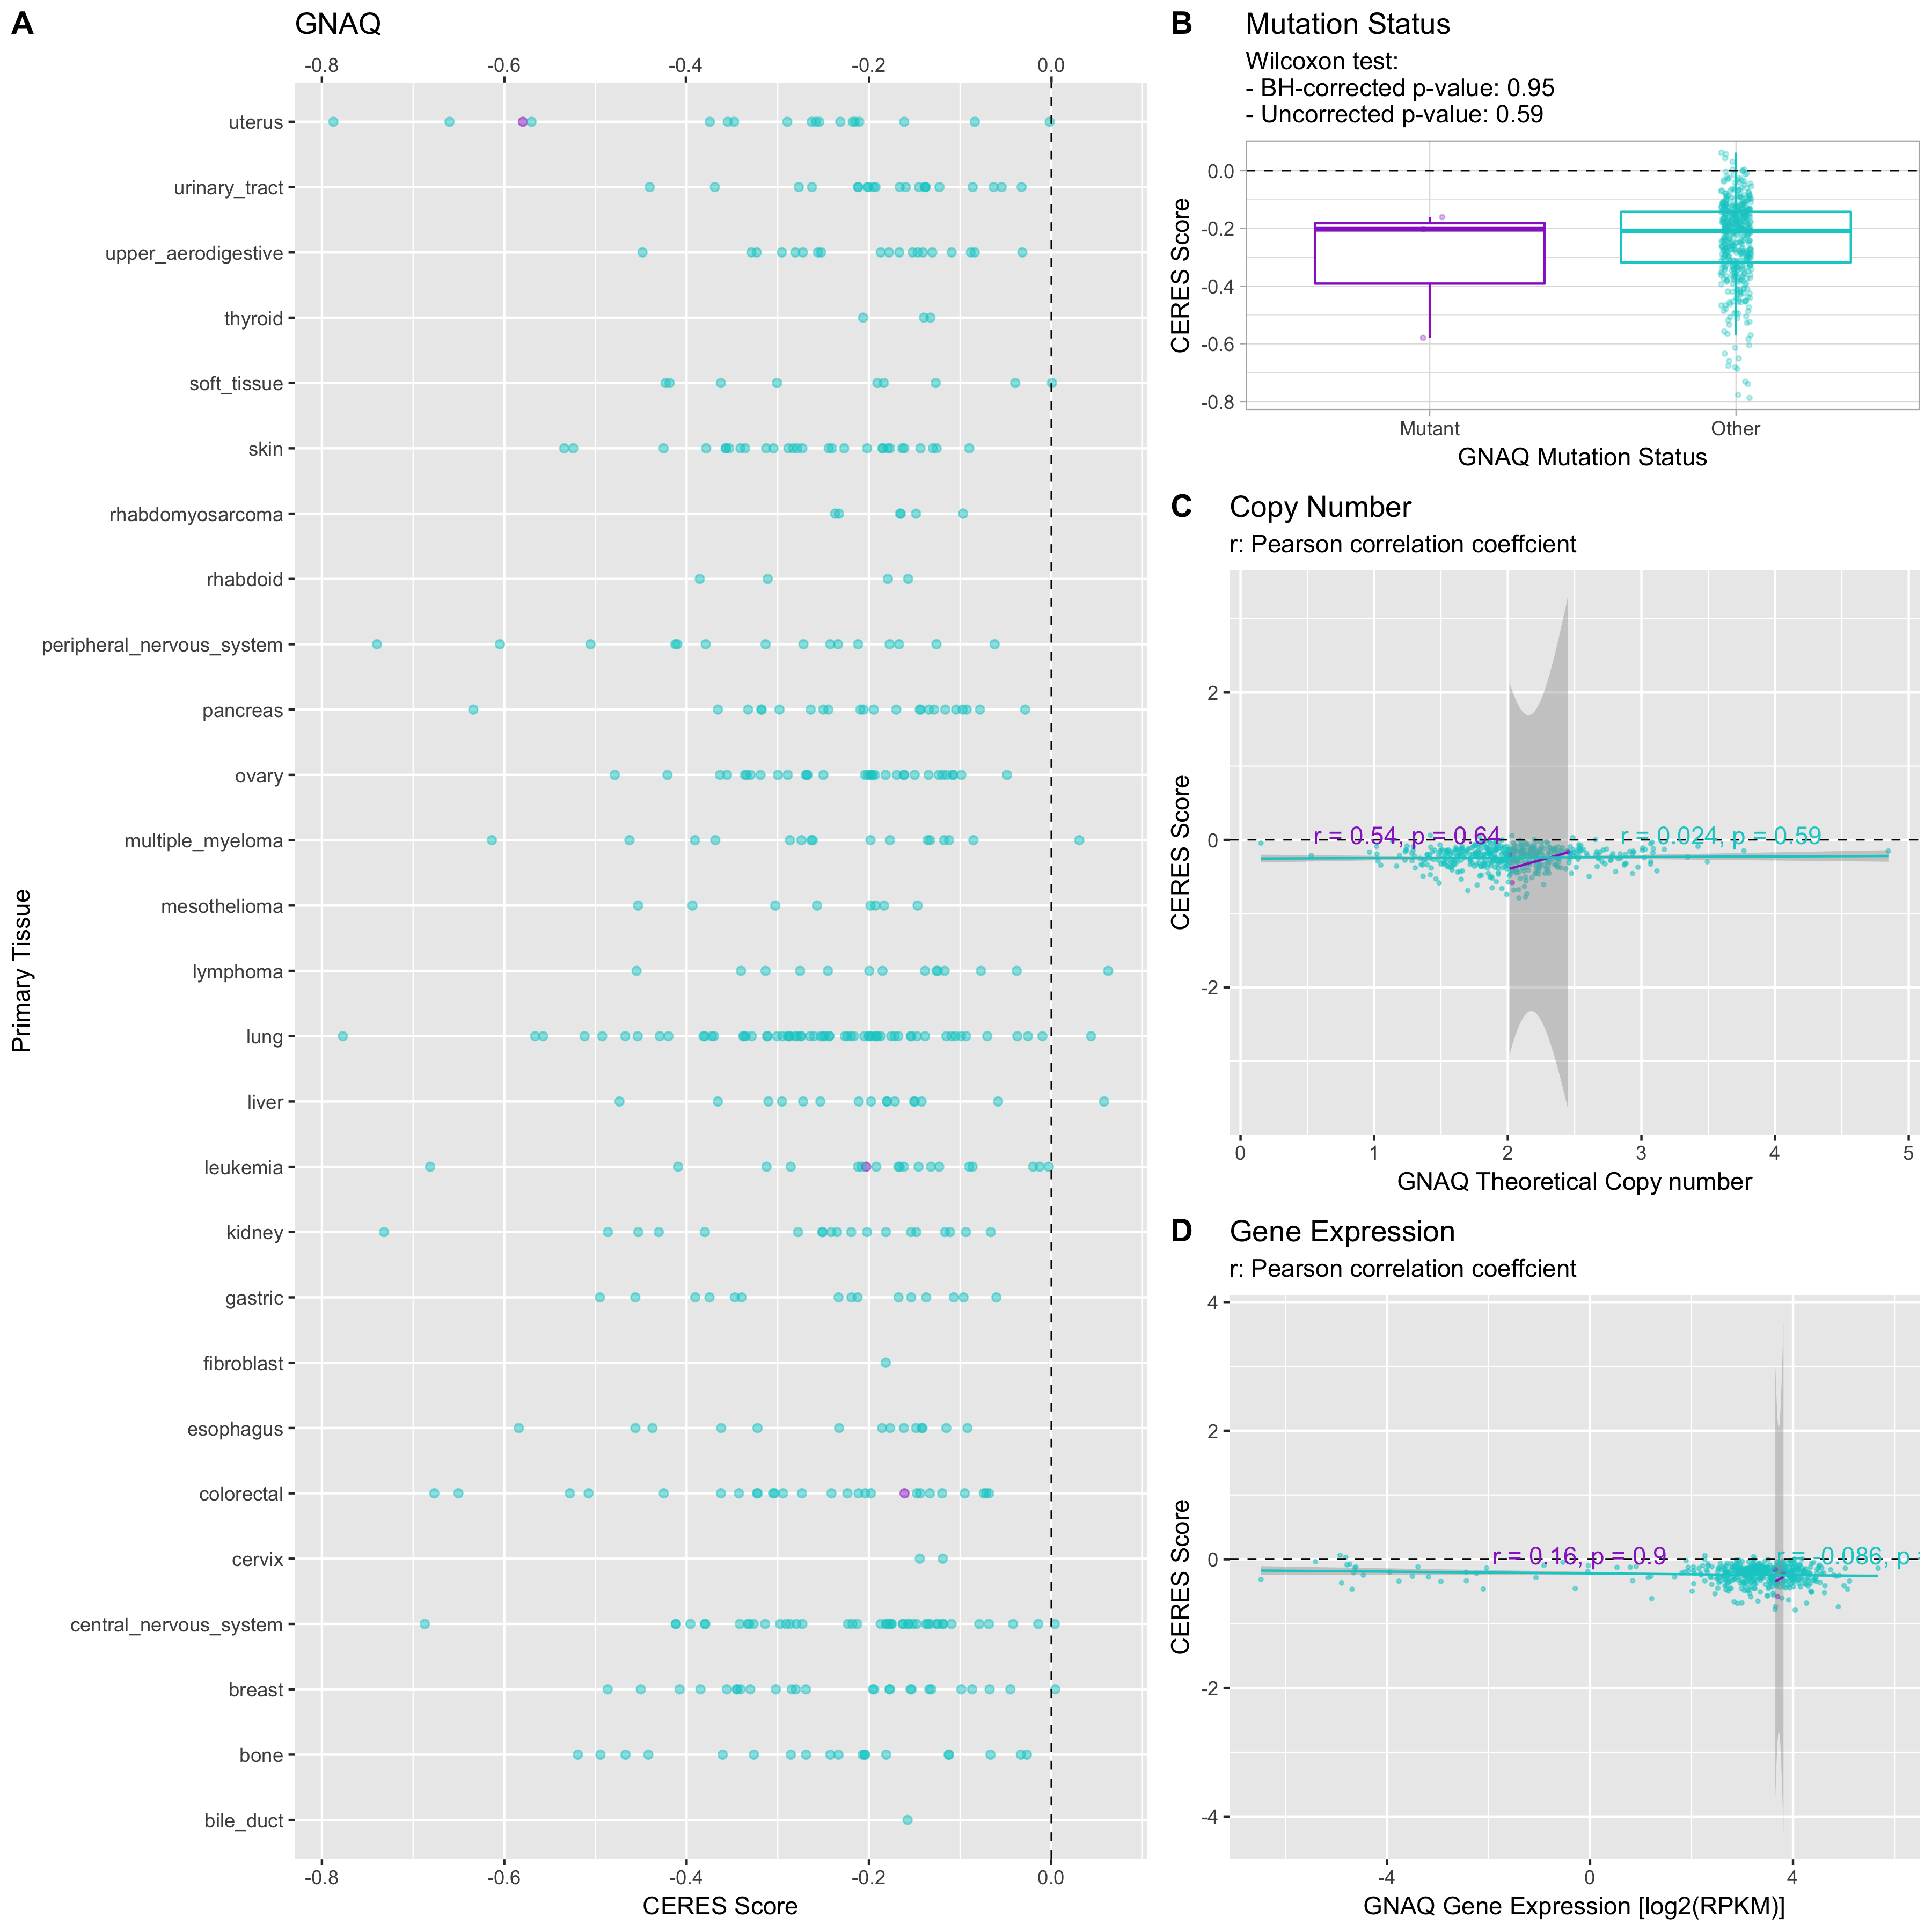 A
GNAQ
-0.8 -0.6 -0.4 -0.2 0.0
Primary Tissue
uterus
urinary_tract
upper_aerodigestive
thyroid
soft_tissue
skin
rhabdomyosarcoma
rhabdoid
peripheral_nervous_system
pancreas
ovary
multiple_myeloma
mesothelioma
lymphoma
lung
liver
leukemia
kidney
gastric
fibroblast
esophagus
colorectal
cervix
central_nervous_system
breast
bone
bile_duct
-0.8 -0.6 -0.4 -0.2 0.0
CERES Score
B
Mutation Status
Wilcoxon test:
- BH-corrected p-value: 0.95
- Uncorrected p-value: 0.59
CERES Score
0.0
-0.2
-0.4
-0.6
-0.8
Mutant Other
GNAQ Mutation Status
C
Copy Number
r: Pearson correlation coeffcient
CERES Score
2
0
-2
r = 0.54, p = 0.64
r = 0.024, p = 0.59
0 1 2 3 4 5
GNAQ Theoretical Copy number
D
Gene Expression
r: Pearson correlation coeffcient
CERES Score
4
2
0
-2
-4
r = 0.16, p = 0.9
r = -0.086, p
-4 0 4
GNAQ Gene Expression [log2(RPKM)]